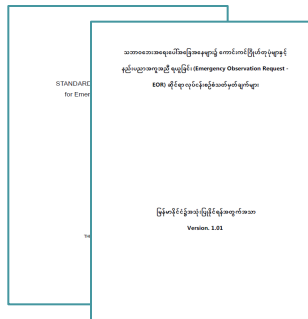 STANDARD
for Emer
သဘာဝဘေးအရေးပေါ်အခြေအနေများ၌ ကောင်းကင်ဂြိုဟ်တုပုံများနှင့်
နည်းပညာအကူအညီ ရယူခြင်း (Emergency Observation Request -
EOR) ဆိုင်ရာ လုပ်ငန်းစဉ်စံသတ်မှတ်ချက်များ
မြန်မာနိုင်ငံ၌အသုံးပြုနိုင်ရန်အတွက်အသာ
Version. 1.01